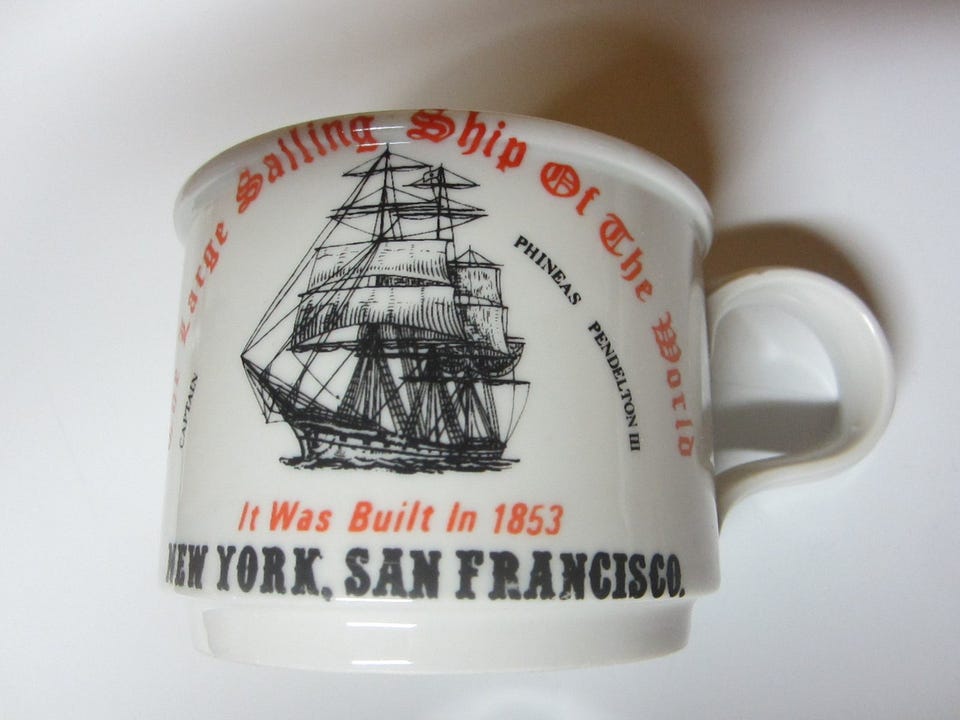 Large Sailing Ship Of The World
CAPTAIN
PHINEAS PENDELTON III
It Was Built In 1853
NEW YORK, SAN FRANCISCO.